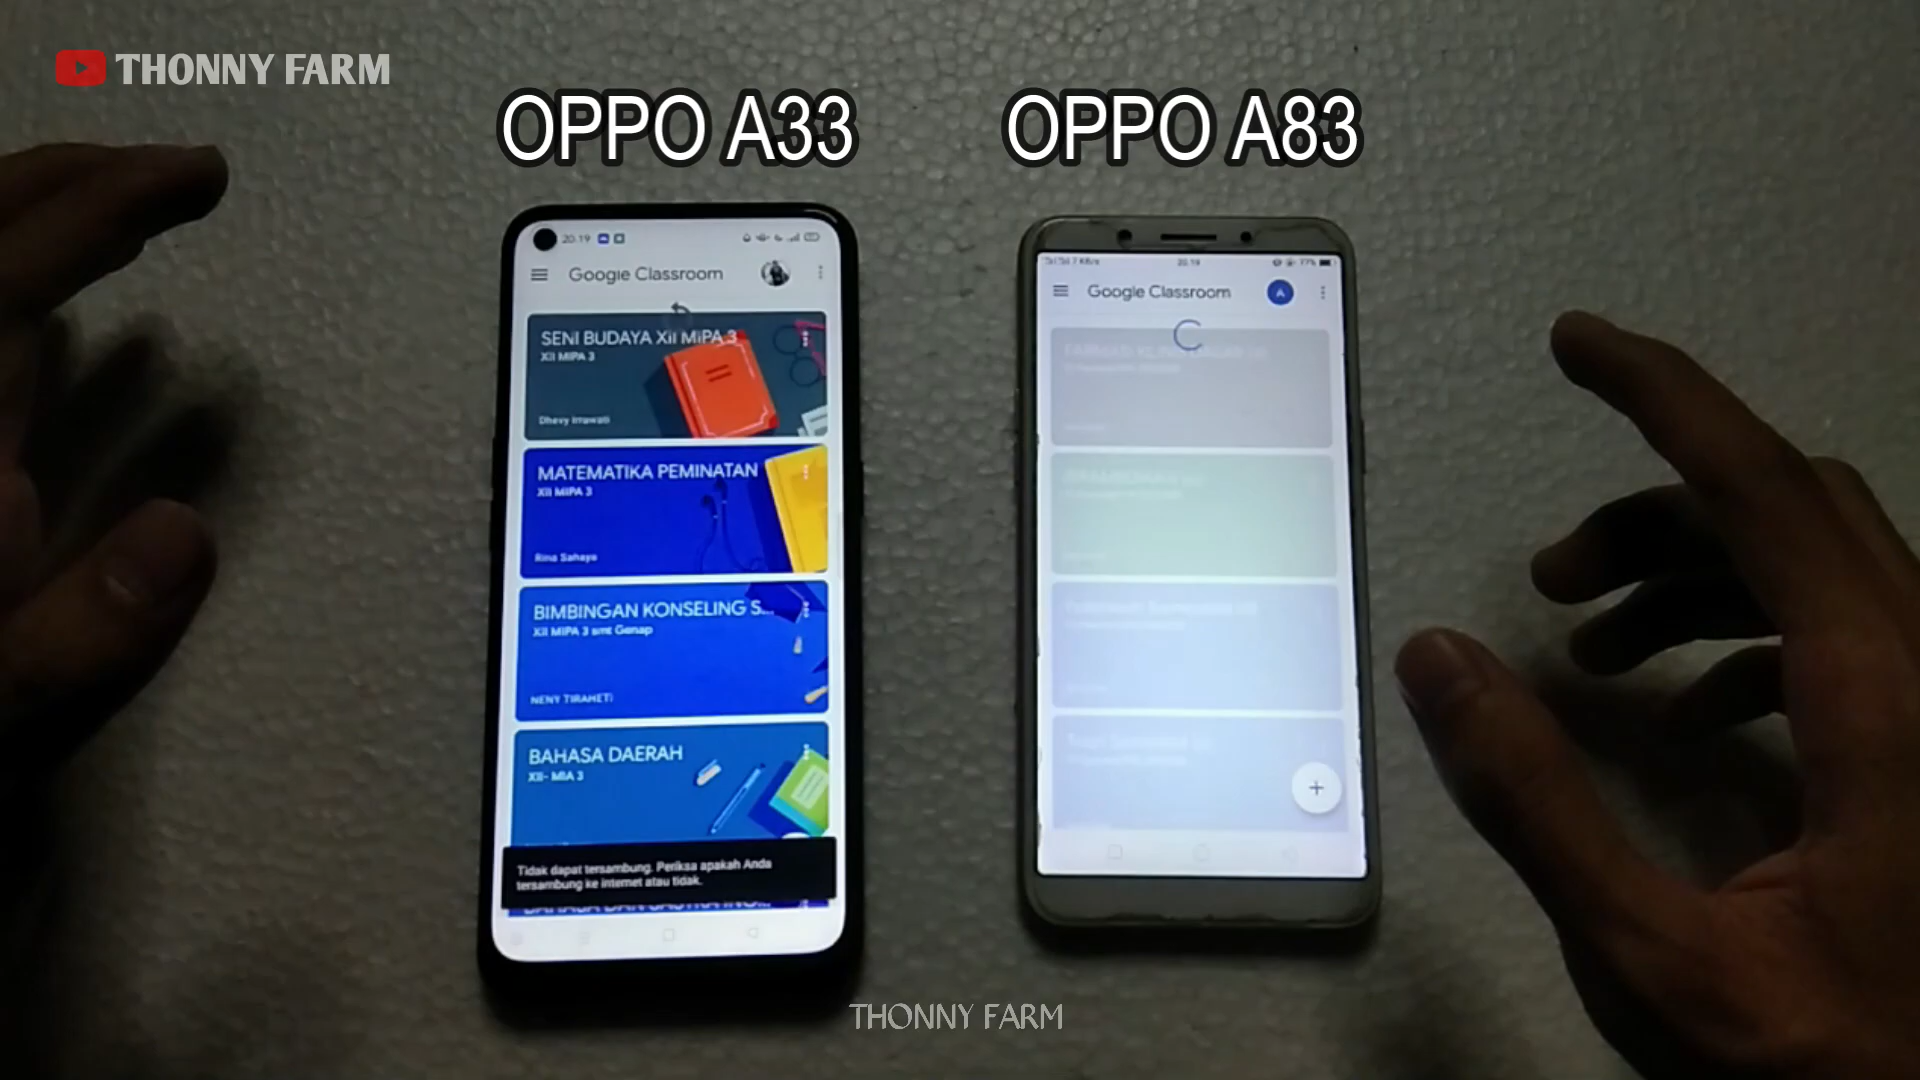 THONNY FARM
OPPO A33
OPPO A83
20.19
Google Classroom
SENI BUDAYA XII MIPA 3
XII MIPA 3
Dhevy Irrawati
MATEMATIKA PEMINATAN
XII MIPA 3
Rina Sahaya
BIMBINGAN KONSELING S...
XII MIPA 3 smt Genap
NENY TIRAHETI
BAHASA DAERAH
XII- MIA 3
Tidak dapat tersambung. Periksa apakah Anda
tersambung ke internet atau tidak.
20.19
77%
Google Classroom
A
THONNY FARM